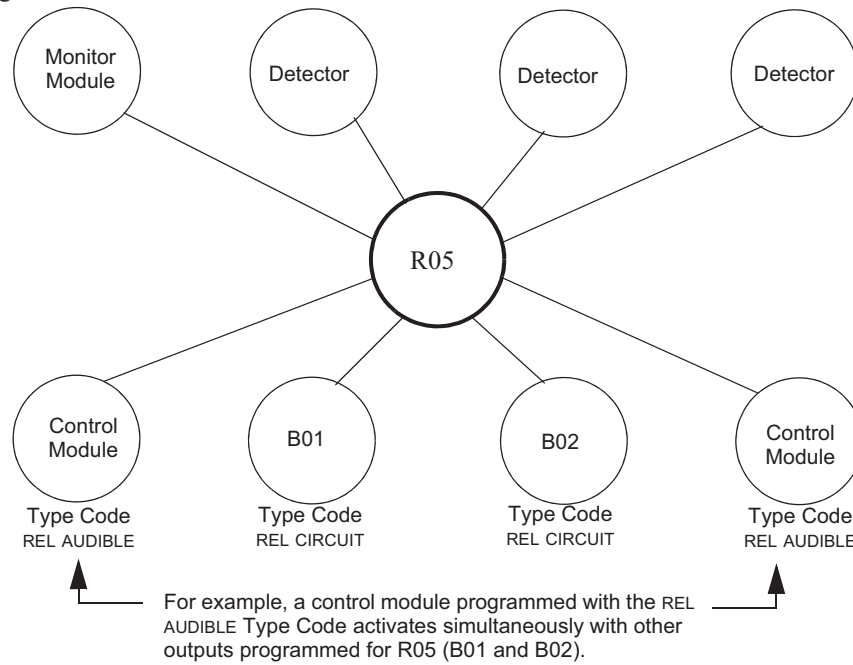 Monitor
Module
Detector
Detector
Detector
R05
Control
Module
B01
B02
Control
Module
Type Code
REL AUDIBLE
Type Code
REL CIRCUIT
Type Code
REL CIRCUIT
Type Code
REL AUDIBLE
For example, a control module programmed with the REL
AUDIBLE Type Code activates simultaneously with other
outputs programmed for R05 (B01 and B02).